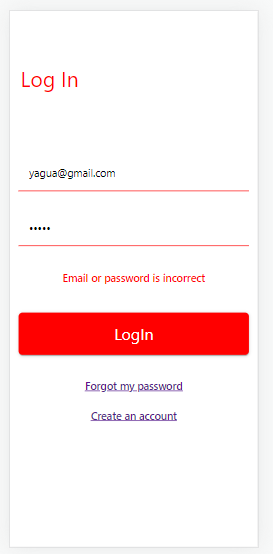 Log In
yagua@gmail.com
•••••
Email or password is incorrect
LogIn
Forgot my password
Create an account